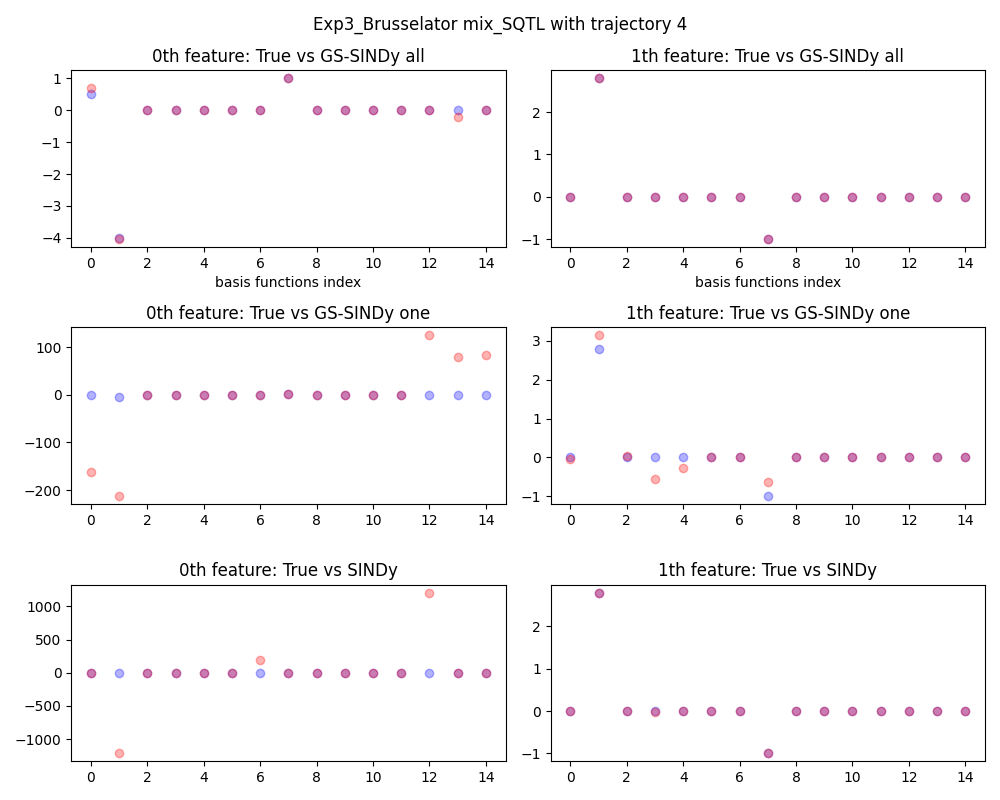 Exp3_Brusselator mix_SQTL with trajectory 4
0th feature: True vs GS-SINDy all
1
0
−1
−2
−3
−4
0 2 4 6 8 10 12 14
basis functions index
1th feature: True vs GS-SINDy all
2
1
0
−1
0 2 4 6 8 10 12 14
basis functions index
0th feature: True vs GS-SINDy one
100
0
−100
−200
0 2 4 6 8 10 12 14
1th feature: True vs GS-SINDy one
3
2
1
0
−1
0 2 4 6 8 10 12 14
0th feature: True vs SINDy
1000
500
0
−500
−1000
0 2 4 6 8 10 12 14
1th feature: True vs SINDy
2
1
0
−1
0 2 4 6 8 10 12 14